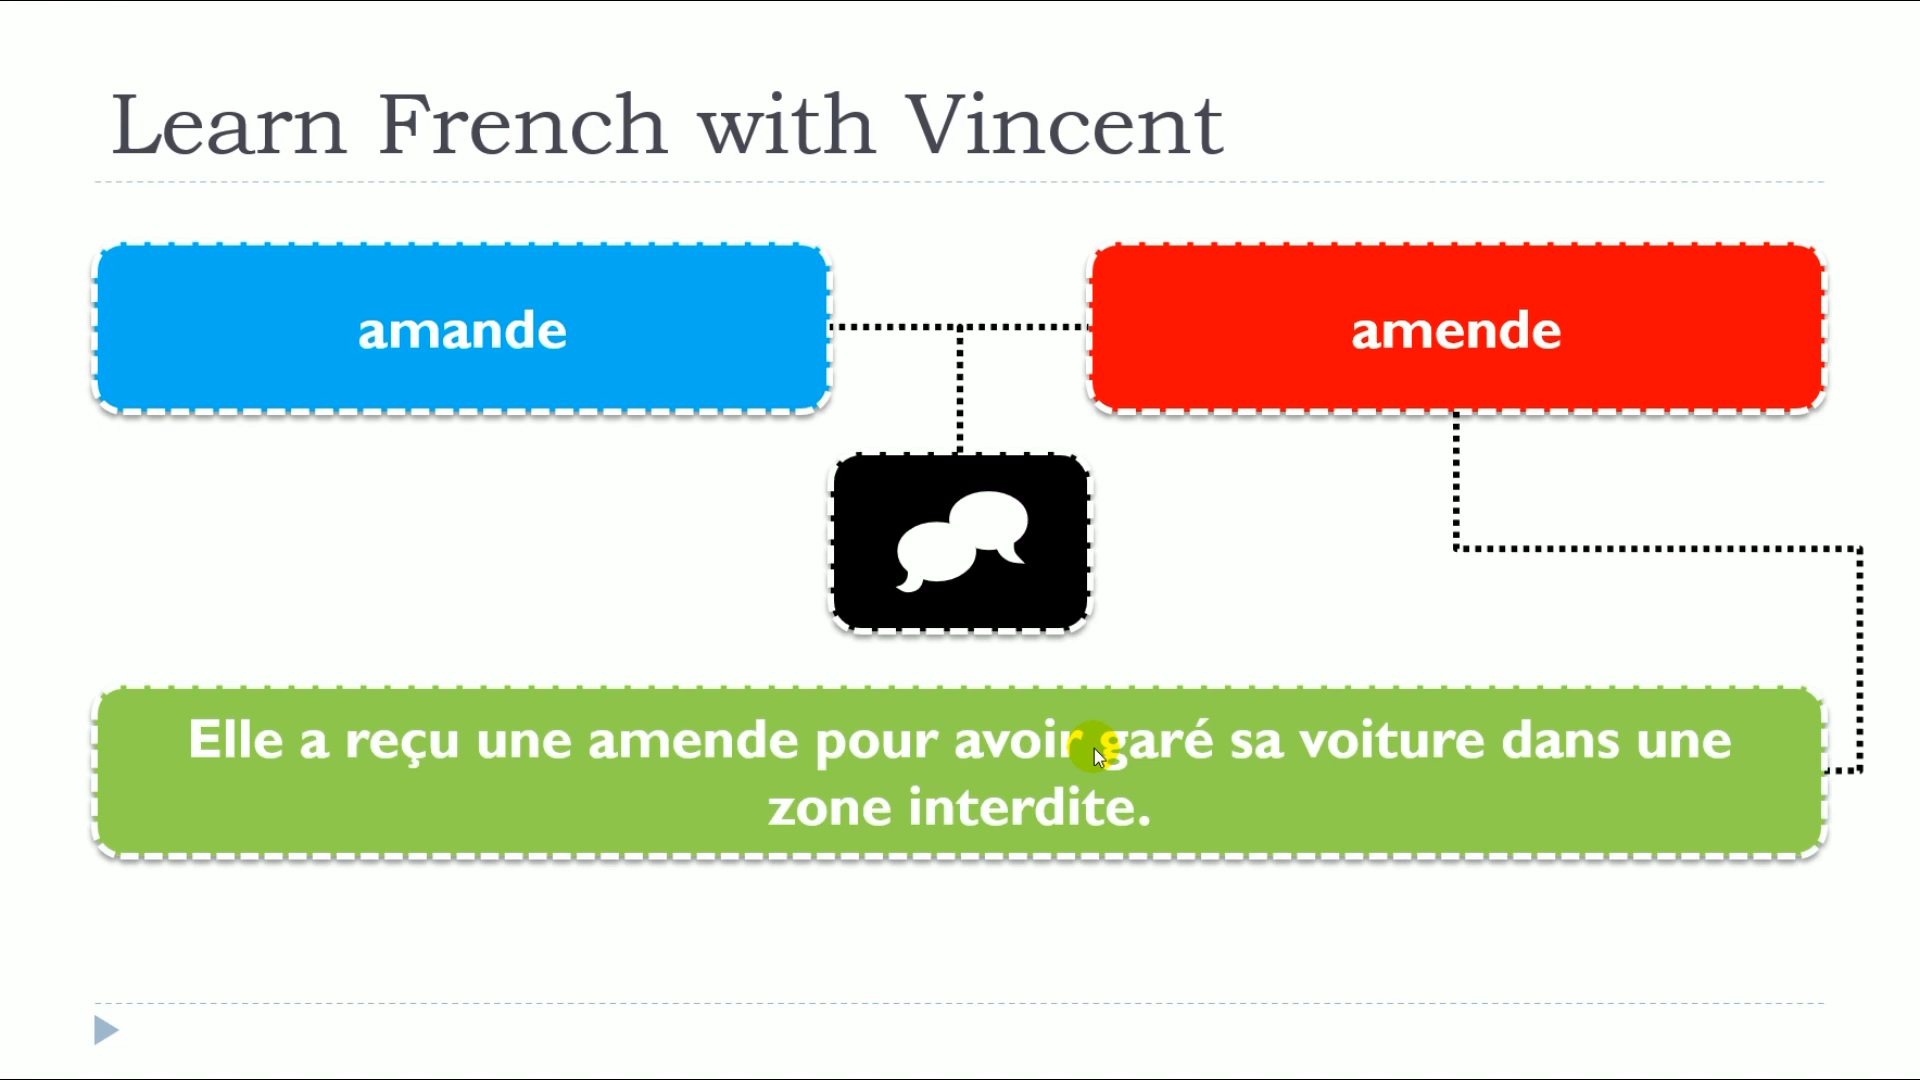 Learn French with Vincent
amande
amende
Elle a reçu une amende pour avoir garé sa voiture dans une
zone interdite.